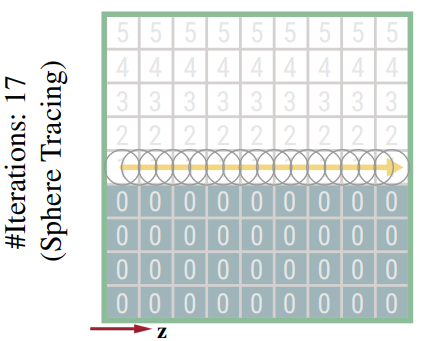 #Iterations: 17
(Sphere Tracing)
5 5 5 5 5 5 5 5 5
4 4 4 4 4 4 4 4 4
3 3 3 3 3 3 3 3 3
2 2 2 2 2 2 2 2 2
0 0 0 0 0 0 0 0 0
0 0 0 0 0 0 0 0 0
0 0 0 0 0 0 0 0 0
0 0 0 0 0 0 0 0 0
z